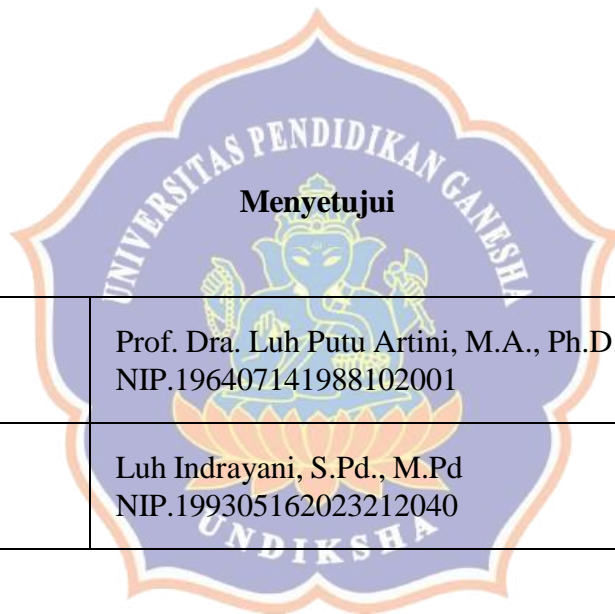 UNIVERSITAS PENDIDIKAN GANESHA
Menyetujui
Prof. Dra. Luh Putu Artini, M.A., Ph.D
NIP.196407141988102001
Luh Indrayani, S.Pd., M.Pd
NIP.199305162023212040
UNDIKSHA